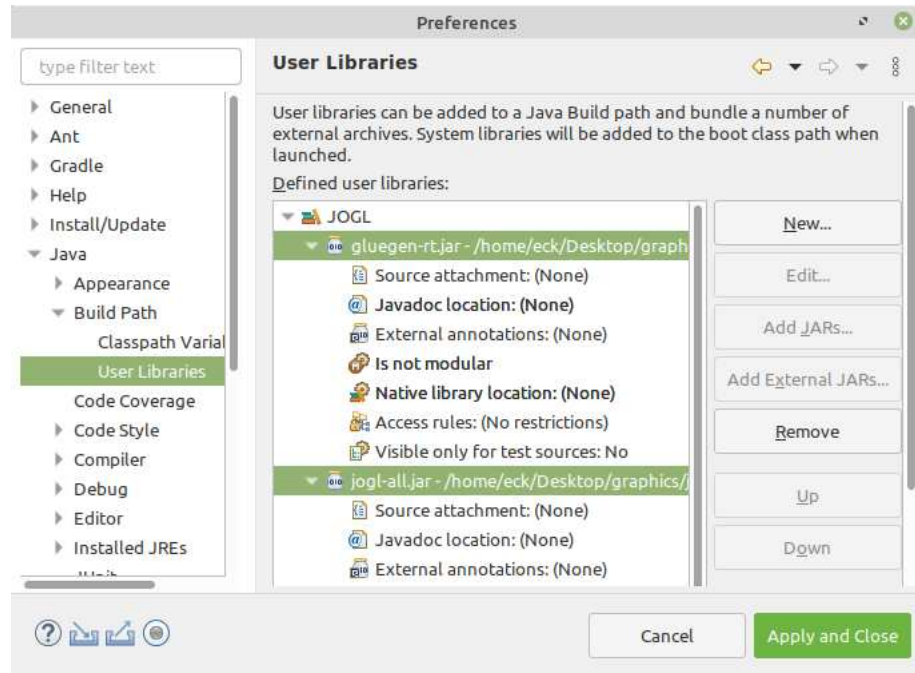 Preferences
type filter text
General
Ant
Gradle
Help
Install/Update
Java
Appearance
Build Path
Classpath Varial
User Libraries
Code Coverage
Code Style
Compiler
Debug
Editor
Installed JREs
User Libraries
User libraries can be added to a Java Build path and bundle a number of
external archives. System libraries will be added to the boot class path when
launched.
Defined user libraries:
JOGL
gluegen-rt.jar - /home/eck/Desktop/graph
Source attachment: (None)
Javadoc location: (None)
External annotations: (None)
Is not modular
Native library location: (None)
Access rules: (No restrictions)
Visible only for test sources: No
jogl-all.jar - /home/eck/Desktop/graphics/j
Source attachment: (None)
Javadoc location: (None)
External annotations: (None)
New...
Edit...
Add JARs...
Add External JARs...
Remove
Up
Down
Cancel
Apply and Close